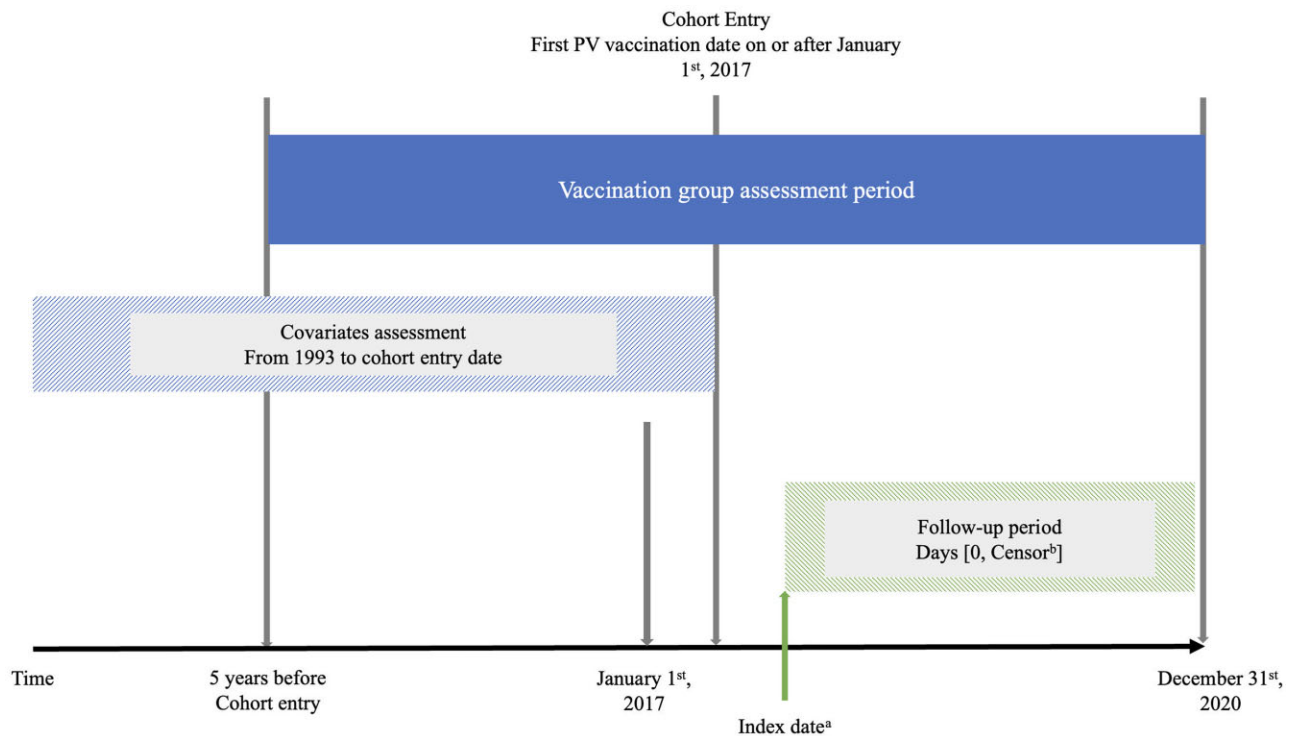 Cohort Entry
First PV vaccination date on or after January
1st, 2017
Vaccination group assessment period
Covariates assessment
From 1993 to cohort entry date
Follow-up period
Days [0, Censorᵇ]
Time
5 years before
Cohort entry
January 1st,
2017
December 31st,
2020
Index dateᵃ